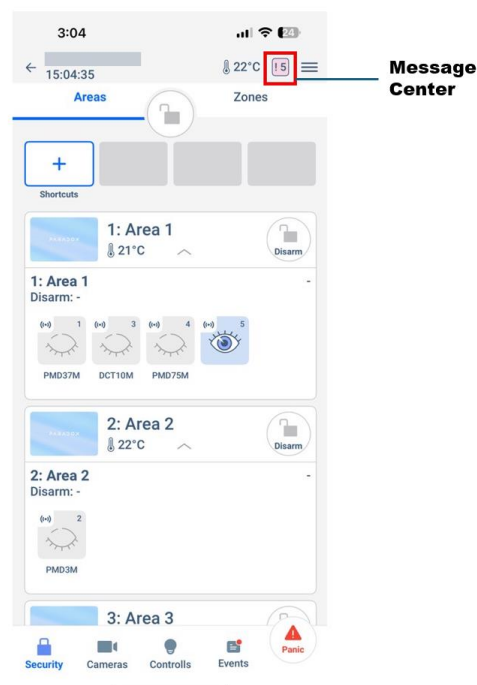 3:04
24
15:04:35
22°C
!5
Message
Center
Areas
Zones
+
Shortcuts
PARADOX
1: Area 1
21°C
Disarm
1: Area 1
-
Disarm: -
1
3
4
5
PMD37M
DCT10M
PMD75M
PARADOX
2: Area 2
22°C
Disarm
2: Area 2
-
Disarm: -
2
PMD3M
3: Area 3
Security
Cameras
Controlls
Events
Panic